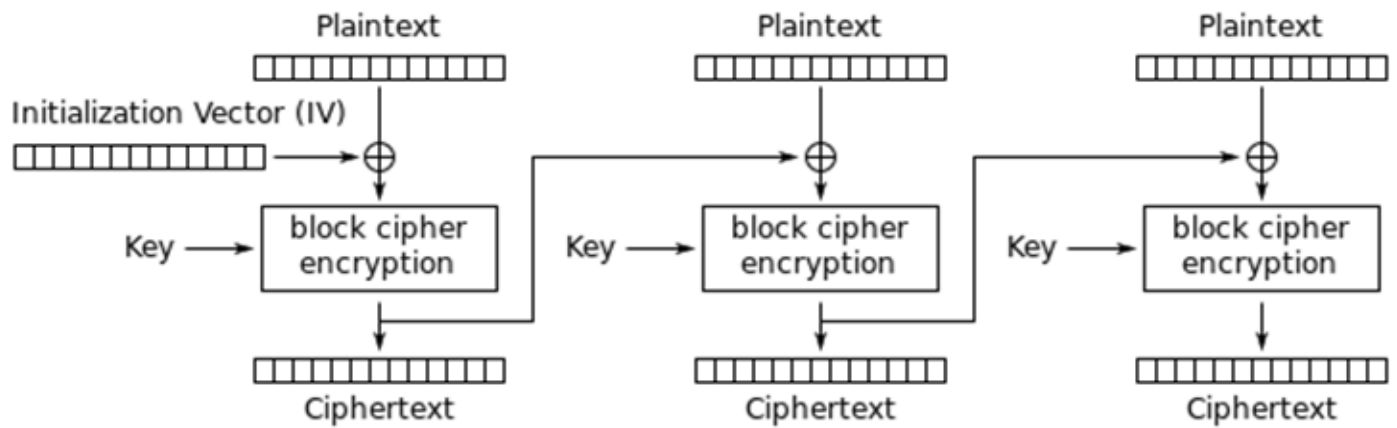 Plaintext
Plaintext
Plaintext
Initialization Vector (IV)
Key
block cipher
encryption
Key
block cipher
encryption
Key
block cipher
encryption
Ciphertext
Ciphertext
Ciphertext